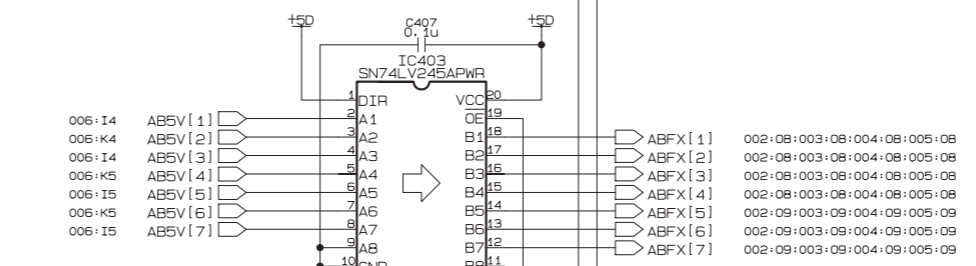 +5D +5D
C407
0.1u
IC403
SN74LV245APWR
1 DIR VCC 20
2 A1 OE 19
3 A2 B1 18
4 A3 B2 17
5 A4 B3 16
6 A5 B4 15
7 A6 B5 14
8 A7 B6 13
9 A8 B7 12
10 GND B8 11
006:I4 AB5V[1]
006:K4 AB5V[2]
006:I4 AB5V[3]
006:K5 AB5V[4]
006:I5 AB5V[5]
006:K5 AB5V[6]
006:I5 AB5V[7]
ABFX[1] 002:08:003:08:004:08:005:08
ABFX[2] 002:08:003:08:004:08:005:08
ABFX[3] 002:08:003:08:004:08:005:08
ABFX[4] 002:08:003:08:004:08:005:08
ABFX[5] 002:09:003:09:004:09:005:09
ABFX[6] 002:09:003:09:004:09:005:09
ABFX[7] 002:09:003:09:004:09:005:09